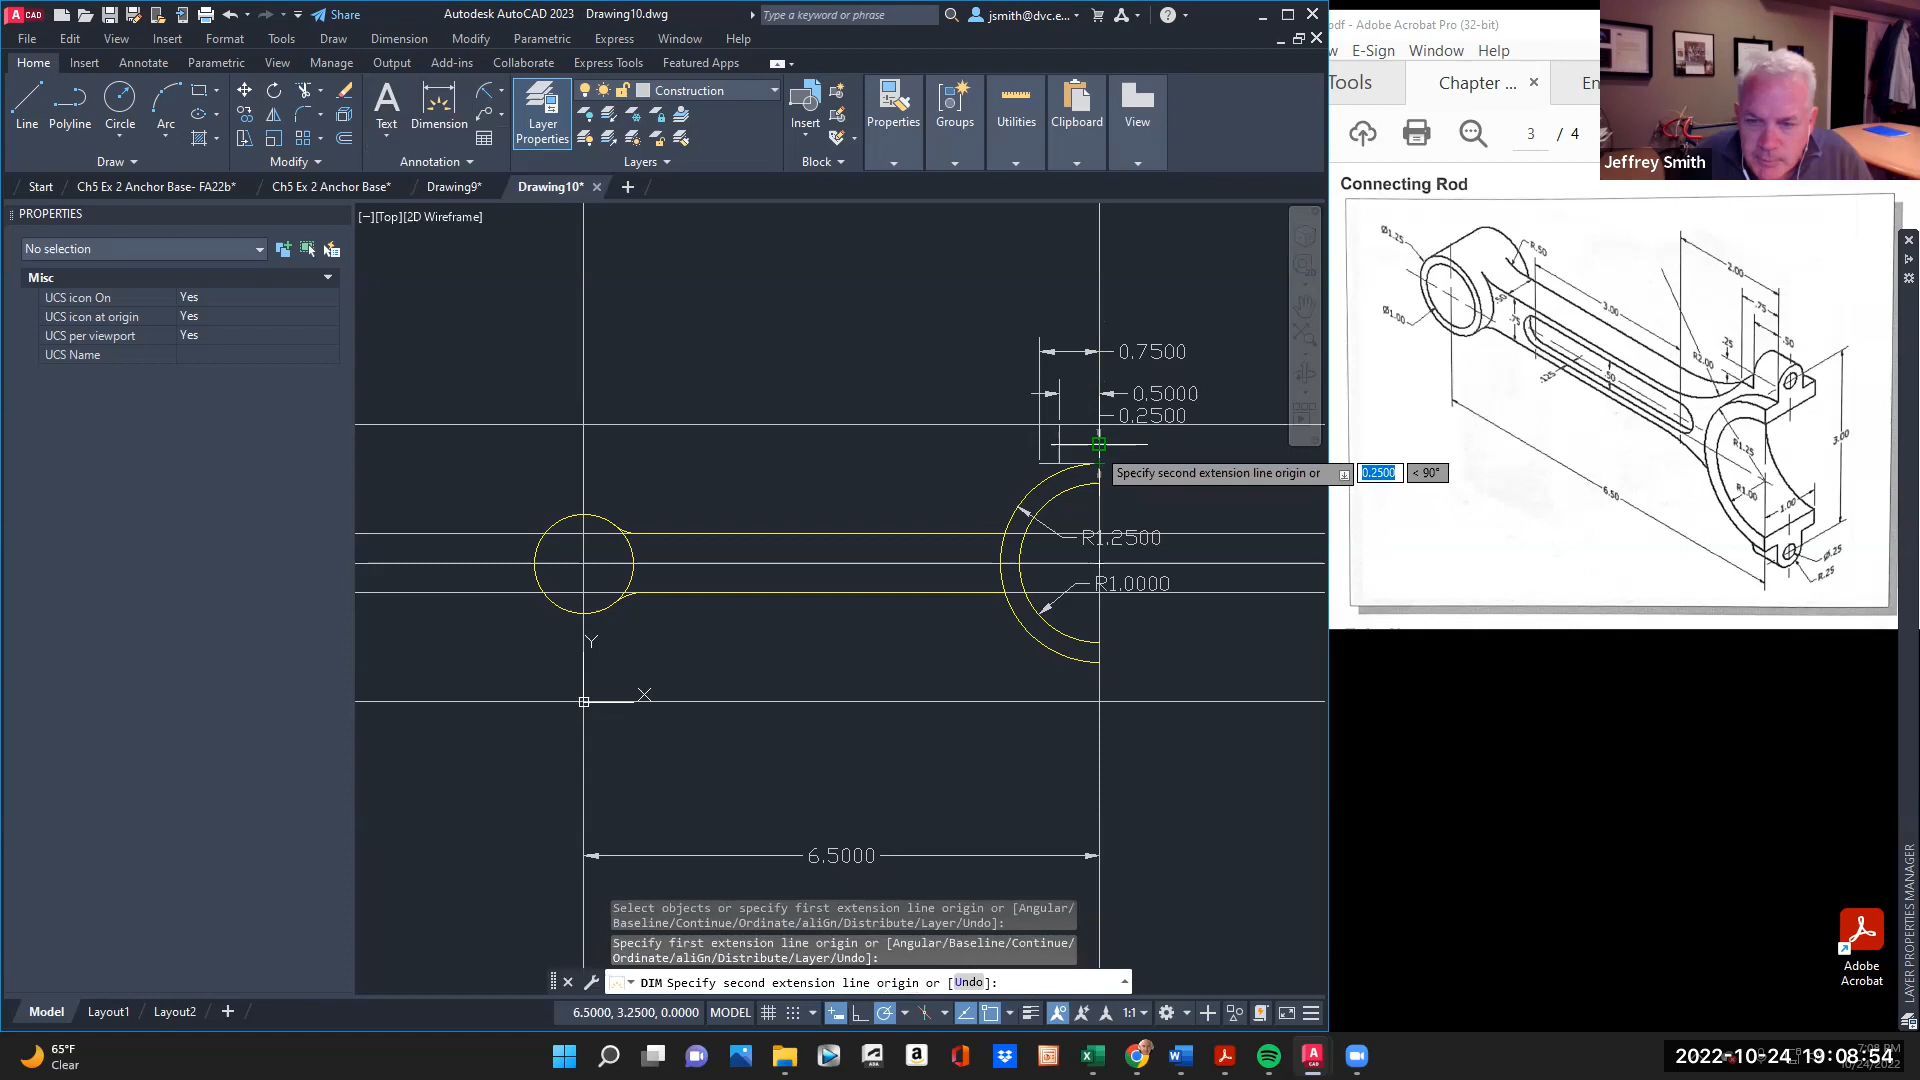 Share
Autodesk AutoCAD 2023 Drawing10.dwg
Type a keyword or phrase
jsmith@dvc.e...
File Edit View Insert Format Tools Draw Dimension Modify Parametric Express Window Help
Home Insert Annotate Parametric View Manage Output Add-ins Collaborate Express Tools Featured Apps
Line Polyline Circle Arc
Text Dimension
Layer Properties
Construction
Insert
Properties Groups Utilities Clipboard View
Draw Modify Annotation Layers Block
Start Ch5 Ex 2 Anchor Base- FA22b* Ch5 Ex 2 Anchor Base* Drawing9* Drawing10*
PROPERTIES
No selection
Misc
UCS icon On Yes
UCS icon at origin Yes
UCS per viewport Yes
UCS Name
[−][Top][2D Wireframe]
0.7500
0.5000
0.2500
Specify second extension line origin or 0.2500 < 90°
R1.2500
R1.0000
Y
X
6.5000
Select objects or specify first extension line origin or [Angular/
Baseline/Continue/Ordinate/aliGn/Distribute/Layer/Undo]:
Specify first extension line origin or [Angular/Baseline/Continue/
Ordinate/aliGn/Distribute/Layer/Undo]:
DIM Specify second extension line origin or [Undo]:
Model Layout1 Layout2
6.5000, 3.2500, 0.0000 MODEL
1:1
pdf - Adobe Acrobat Pro (32-bit)
E-Sign Window Help
Tools Chapter ... En
3 / 4
Jeffrey Smith
Connecting Rod
Ø1.25
R.50
2.00
.75
.50
3.00
Ø1.00
.50
.75
.25
R2.00
.125
.50
3.00
R1.25
R1.00
1.00
6.50
Ø.25
R.25
LAYER PROPERTIES MANAGER
Adobe
Acrobat
65°F
Clear
2022-10-24 19:08:54